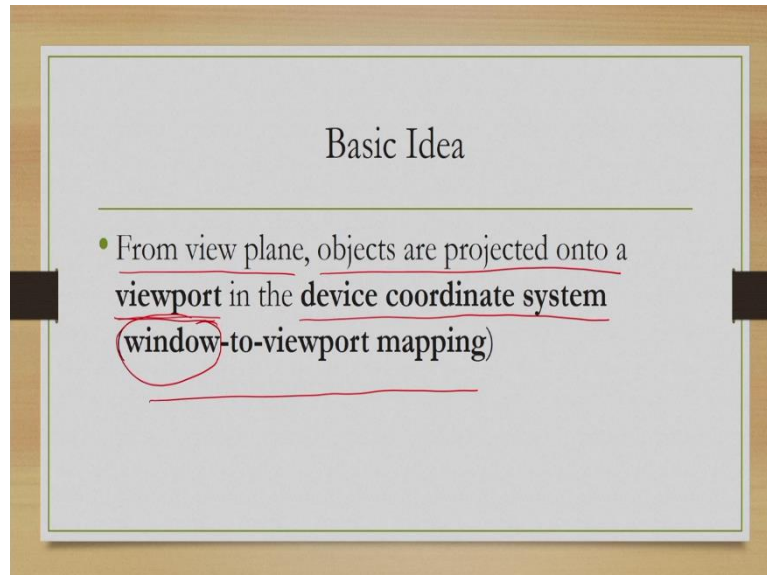 Basic Idea
• From view plane, objects are projected onto a
viewport in the device coordinate system
(window-to-viewport mapping)